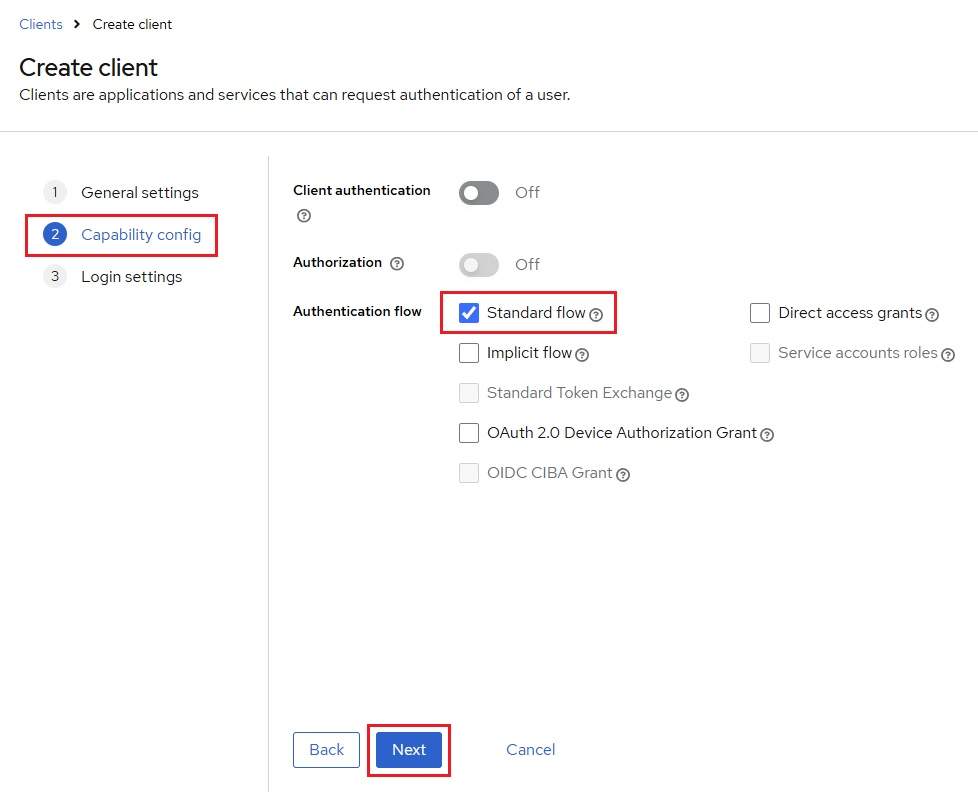 Clients > Create client
Create client
Clients are applications and services that can request authentication of a user.
1 General settings
2 Capability config
3 Login settings
Client authentication ? Off
Authorization ? Off
Authentication flow
Standard flow ? Direct access grants ?
Implicit flow ? Service accounts roles ?
Standard Token Exchange ?
OAuth 2.0 Device Authorization Grant ?
OIDC CIBA Grant ?
Back Next Cancel